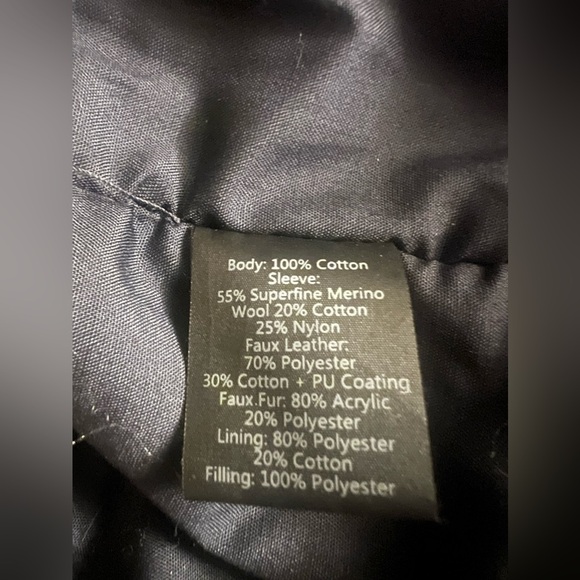 Body: 100% Cotton
Sleeve:
55% Superfine Merino
Wool 20% Cotton
25% Nylon
Faux Leather:
70% Polyester
30% Cotton + PU Coating
Faux.Fur: 80% Acrylic
20% Polyester
Lining: 80% Polyester
20% Cotton
Filling: 100% Polyester